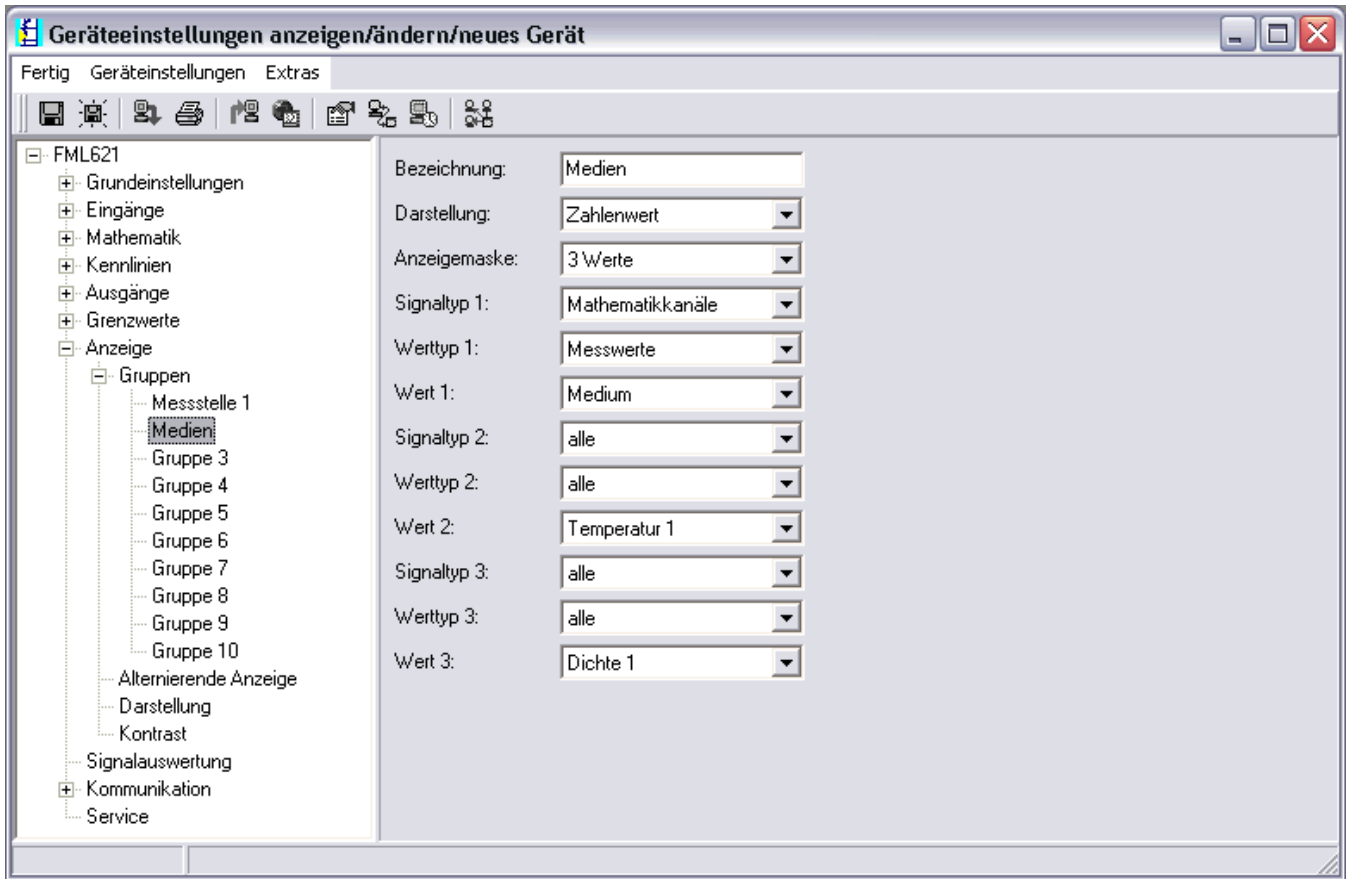 Geräteeinstellungen anzeigen/ändern/neues Gerät
Fertig Geräteinstellungen Extras
FML621
Grundeinstellungen
Eingänge
Mathematik
Kennlinien
Ausgänge
Grenzwerte
Anzeige
Gruppen
Messstelle 1
Medien
Gruppe 3
Gruppe 4
Gruppe 5
Gruppe 6
Gruppe 7
Gruppe 8
Gruppe 9
Gruppe 10
Alternierende Anzeige
Darstellung
Kontrast
Signalauswertung
Kommunikation
Service
Bezeichnung: Medien
Darstellung: Zahlenwert
Anzeigemaske: 3 Werte
Signaltyp 1: Mathematikkanäle
Werttyp 1: Messwerte
Wert 1: Medium
Signaltyp 2: alle
Werttyp 2: alle
Wert 2: Temperatur 1
Signaltyp 3: alle
Werttyp 3: alle
Wert 3: Dichte 1